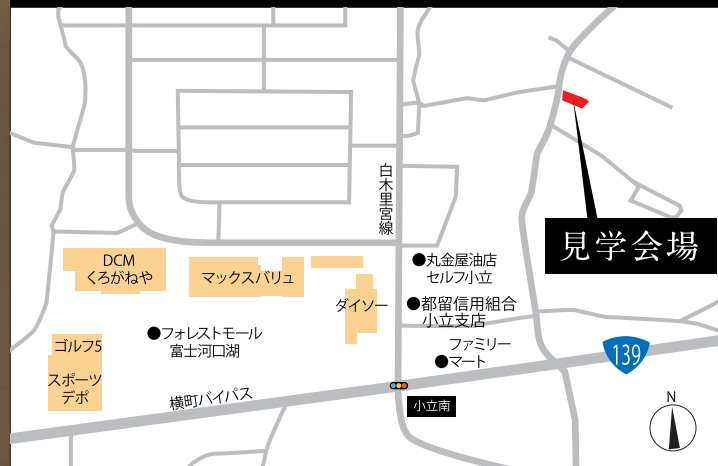 白木里宮線
見学会場
DCM
くろがねや
マックスバリュ
丸金屋油店
セルフ小立
ダイソー
都留信用組合
小立支店
フォレストモール
富士河口湖
ファミリー
マート
ゴルフ5
スポーツ
デポ
横町バイパス
139
小立南
N